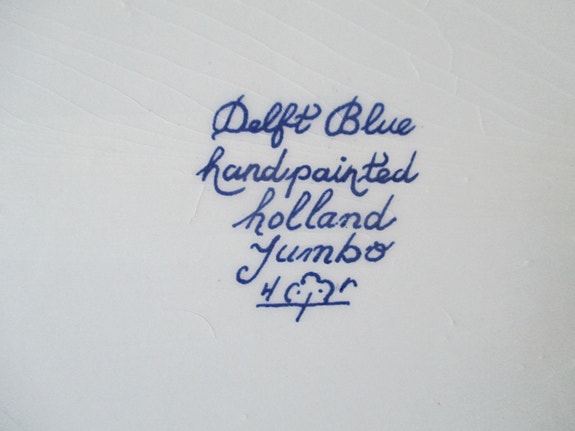 Delft Blue
handpainted
holland
Jumbo